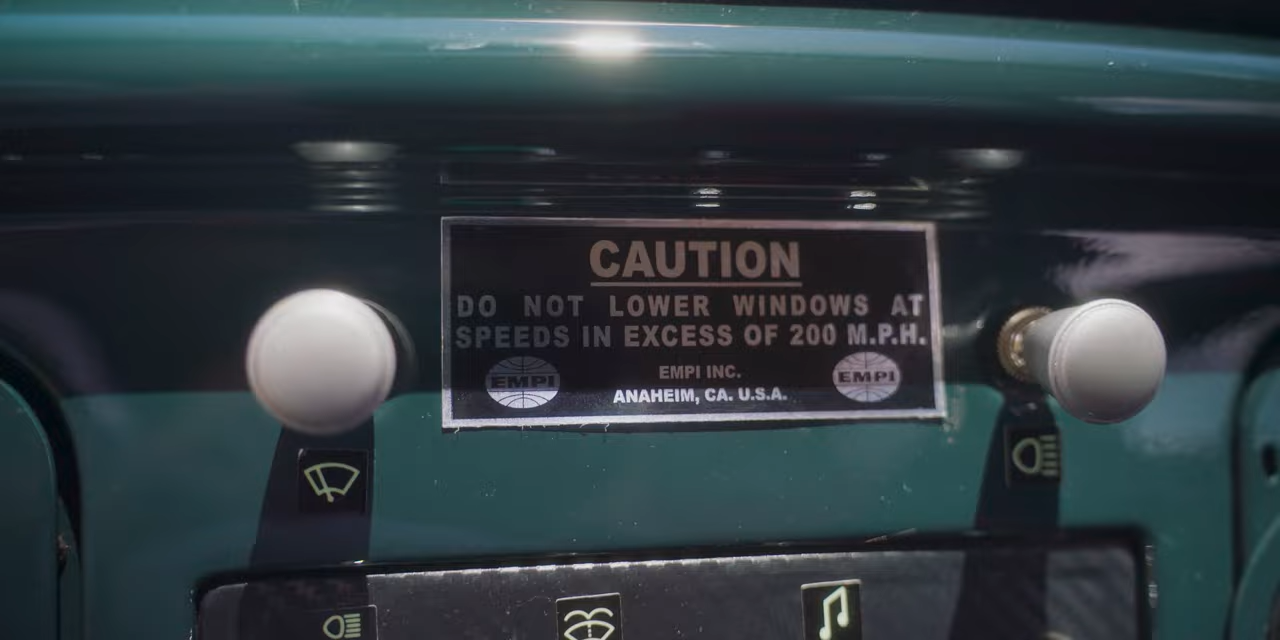 CAUTION
DO NOT LOWER WINDOWS AT
SPEEDS IN EXCESS OF 200 M.P.H.
EMPI INC.
ANAHEIM, CA. U.S.A.
EMPI
EMPI